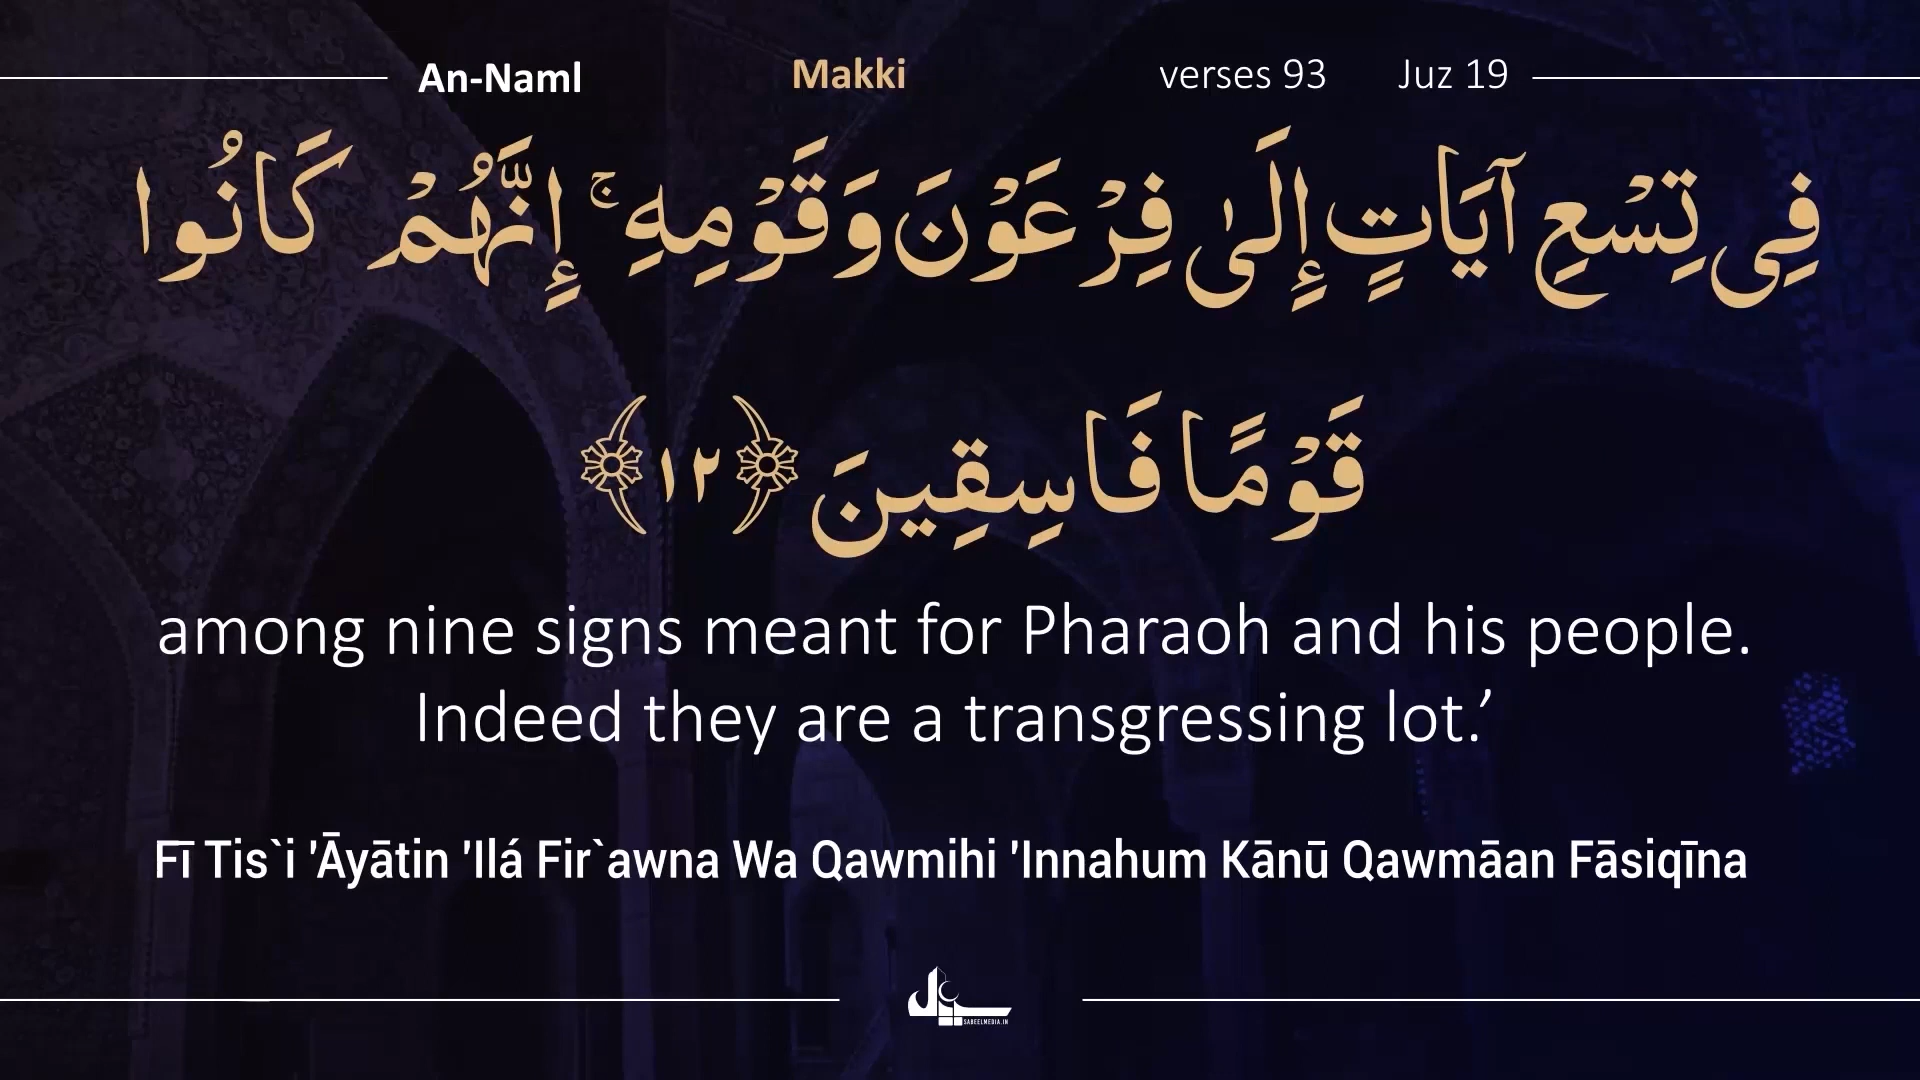 An-Naml Makki verses 93 Juz 19
فِي تِسْعِ آيَاتٍ إِلَىٰ فِرْعَوْنَ وَقَوْمِهِ ۚ إِنَّهُمْ كَانُوا
قَوْمًا فَاسِقِينَ ﴿١٢﴾
among nine signs meant for Pharaoh and his people.
Indeed they are a transgressing lot.’
Fī Tis`i 'Āyātin 'Ilá Fir`awna Wa Qawmihi 'Innahum Kānū Qawmāan Fāsiqīna
SABEELMEDIA.IN